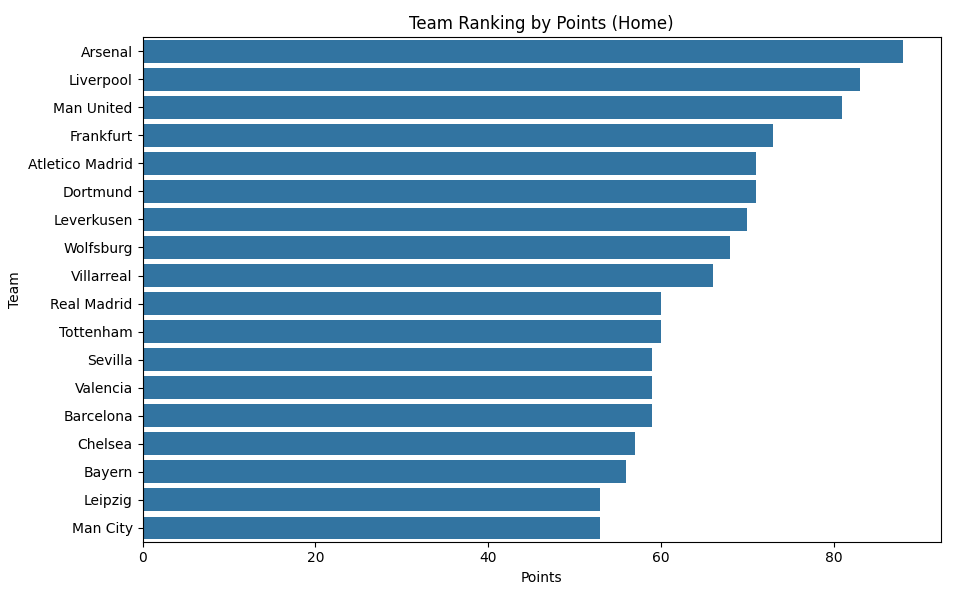 Team Ranking by Points (Home)
Team
Arsenal
Liverpool
Man United
Frankfurt
Atletico Madrid
Dortmund
Leverkusen
Wolfsburg
Villarreal
Real Madrid
Tottenham
Sevilla
Valencia
Barcelona
Chelsea
Bayern
Leipzig
Man City
0 20 40 60 80
Points